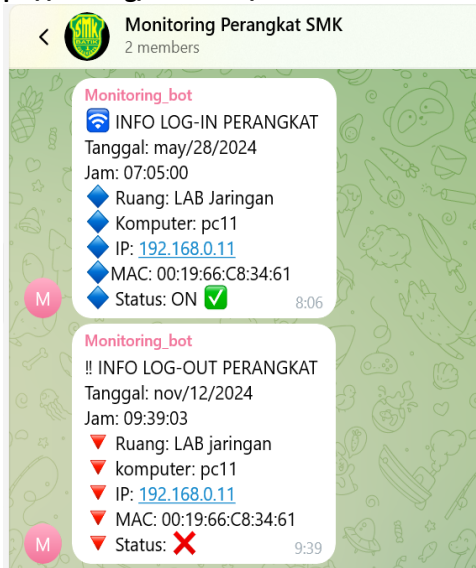 Monitoring Perangkat SMK
2 members
SMK
BATIK
Monitoring_bot
INFO LOG-IN PERANGKAT
Tanggal: may/28/2024
Jam: 07:05:00
Ruang: LAB Jaringan
Komputer: pc11
IP: 192.168.0.11
MAC: 00:19:66:C8:34:61
Status: ON ✅
8:06
M
Monitoring_bot
‼ INFO LOG-OUT PERANGKAT
Tanggal: nov/12/2024
Jam: 09:39:03
Ruang: LAB jaringan
komputer: pc11
IP: 192.168.0.11
MAC: 00:19:66:C8:34:61
Status: ❌
9:39
M